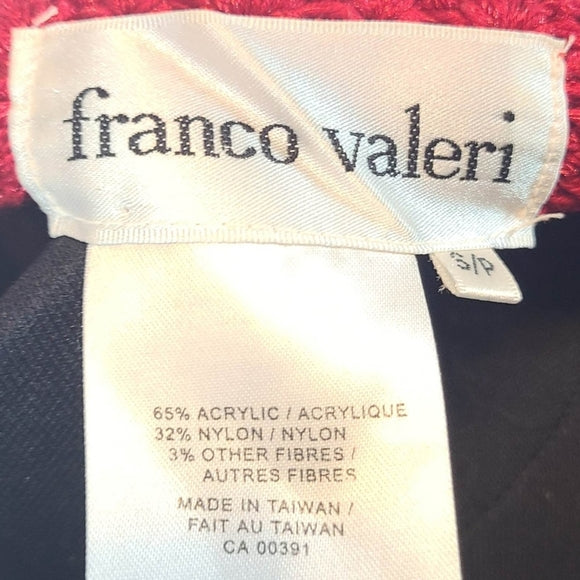 franco valeri
S/P
65% ACRYLIC / ACRYLIQUE
32% NYLON / NYLON
3% OTHER FIBRES /
AUTRES FIBRES
MADE IN TAIWAN /
FAIT AU TAIWAN
CA 00391